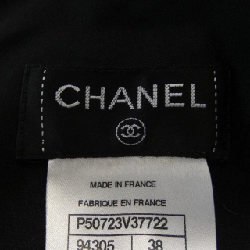 CHANEL
MADE IN FRANCE
FABRIQUE EN FRANCE
P50723V37722
94305 38